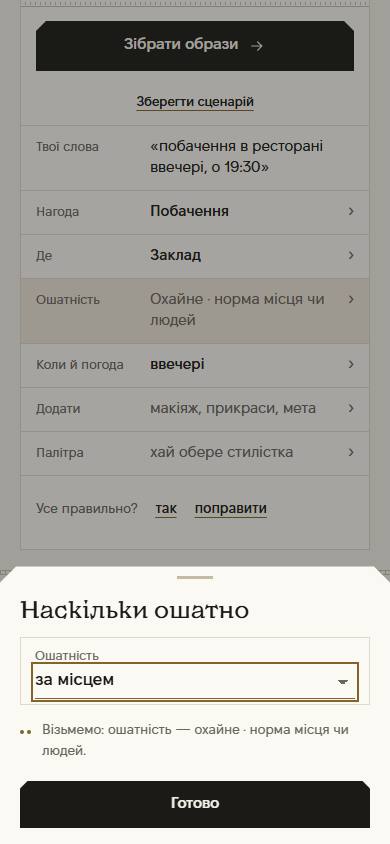 Зібрати образи →
Зберегти сценарій
Твої слова «побачення в ресторані
ввечері, о 19:30»
Нагода Побачення
Де Заклад
Ошатність Охайне · норма місця чи
людей
Коли й погода ввечері
Додати макіяж, прикраси, мета
Палітра хай обере стилістка
Усе правильно? так поправити
Наскільки ошатно
Ошатність
за місцем
Візьмемо: ошатність — охайне · норма місця чи
людей.
Готово